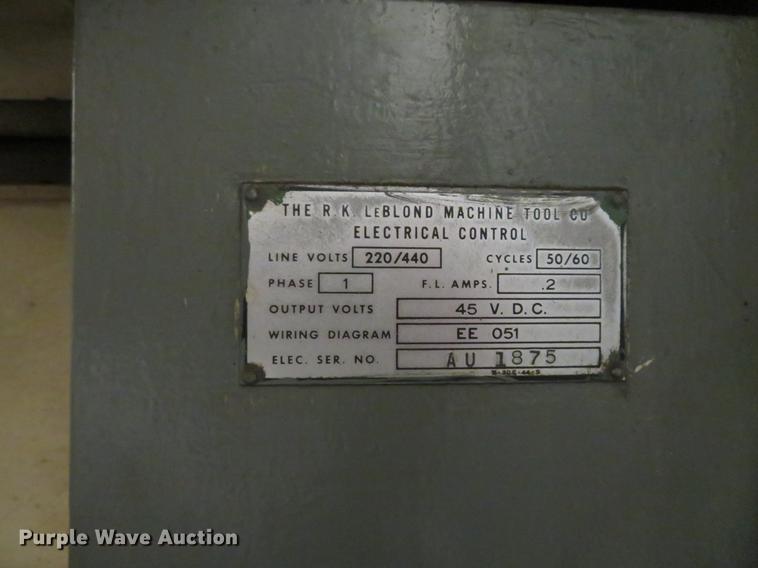 THE R.K. LEBLOND MACHINE TOOL CO
ELECTRICAL CONTROL
LINE VOLTS 220/440 CYCLES 50/60
PHASE 1 F.L. AMPS. .2
OUTPUT VOLTS 45 V. D.C.
WIRING DIAGRAM EE 051
ELEC. SER. NO. AU 1875
Purple Wave Auction